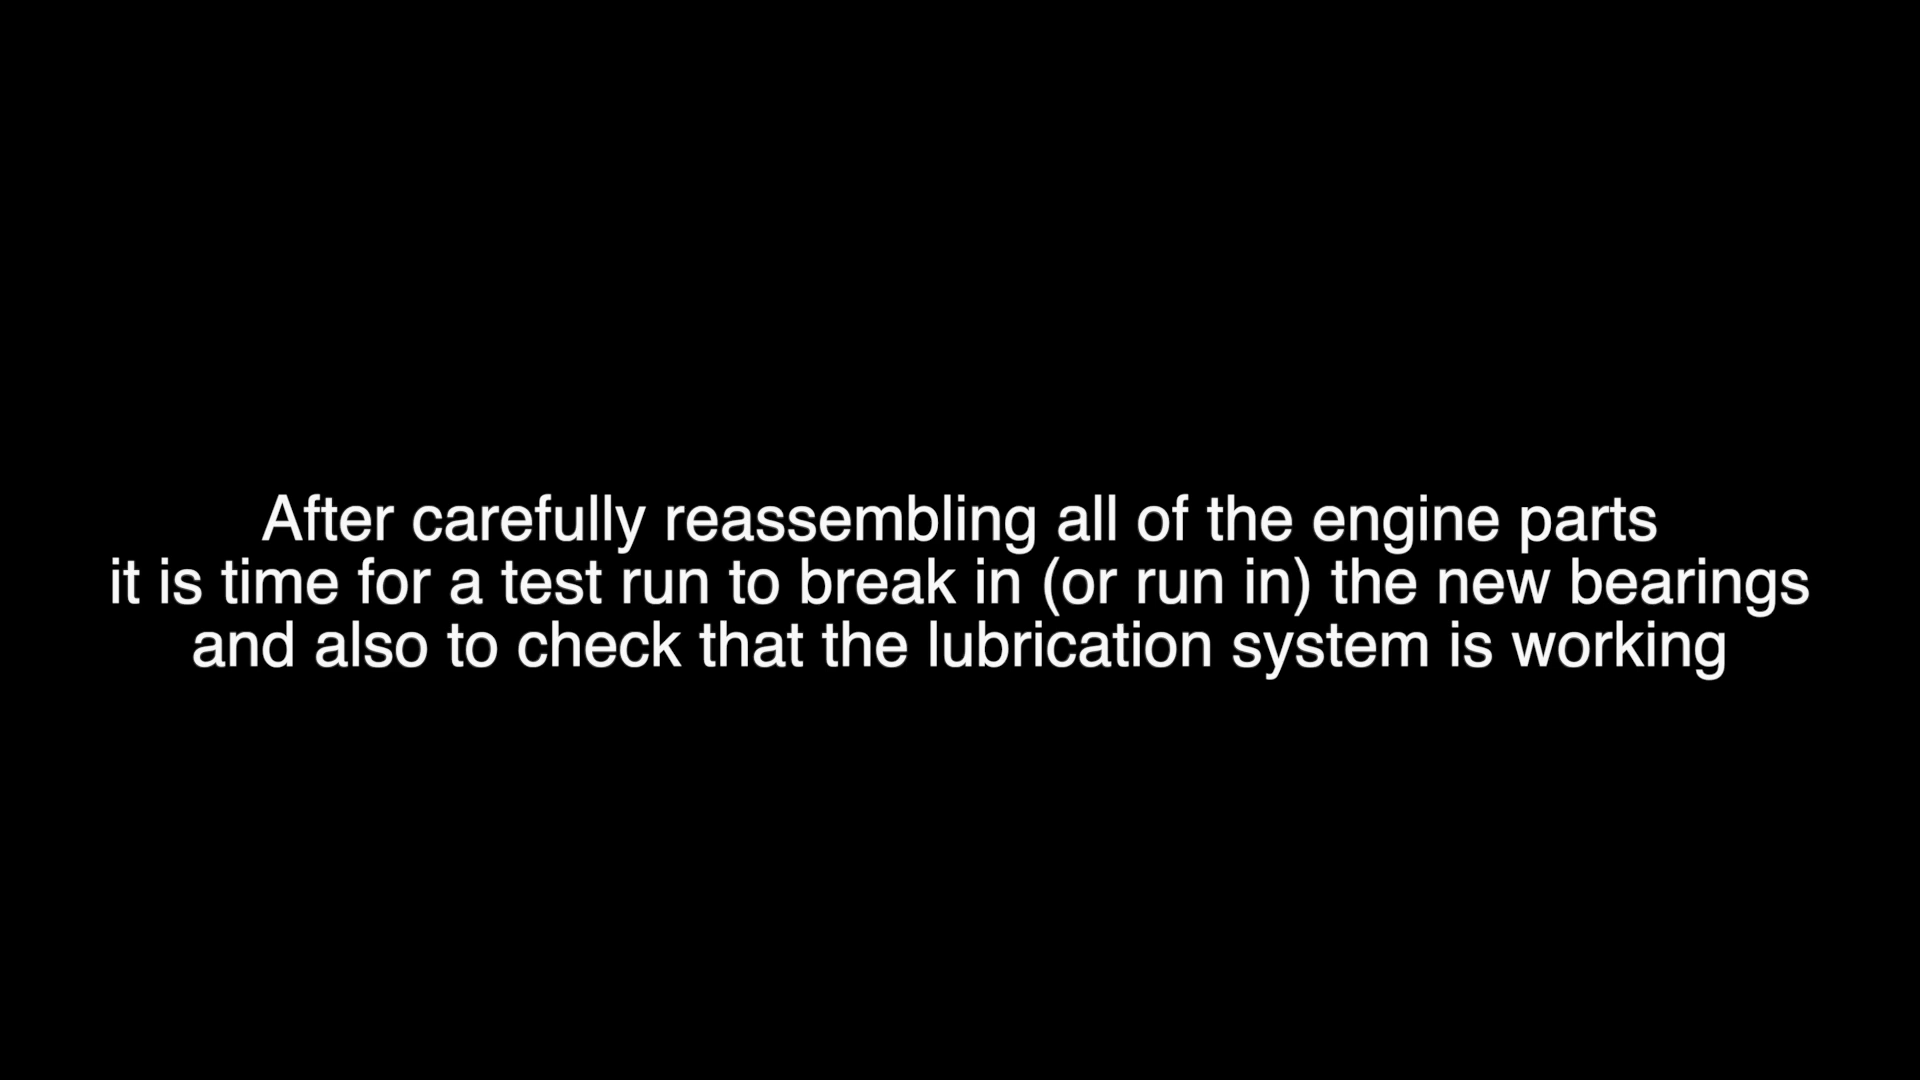 After carefully reassembling all of the engine parts
it is time for a test run to break in (or run in) the new bearings
and also to check that the lubrication system is working